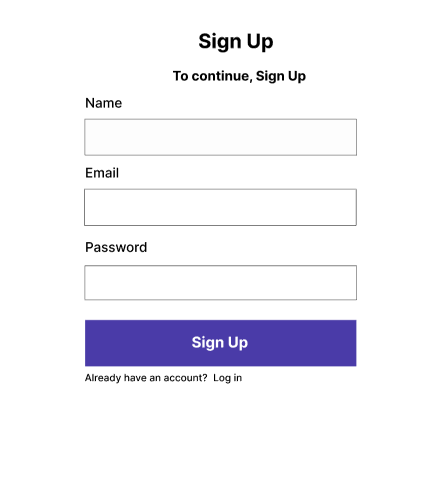 Sign Up
To continue, Sign Up
Name
Email
Password
Sign Up
Already have an account? Log in